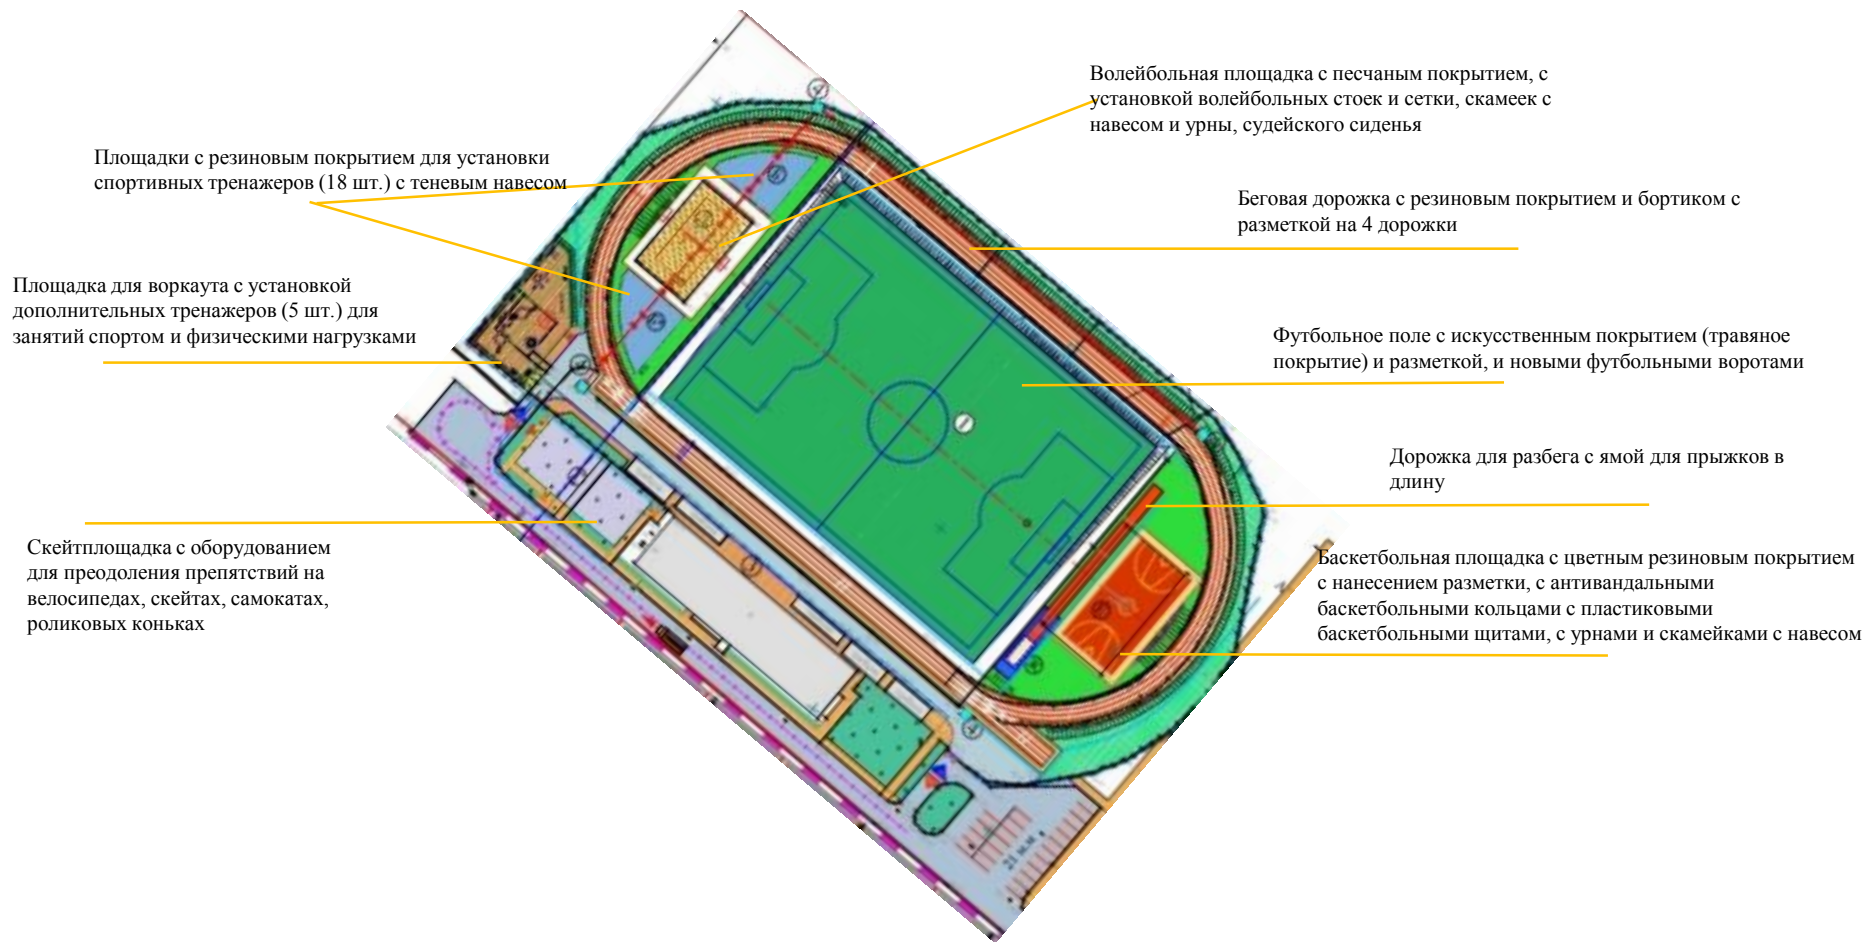 Волейбольная площадка с песчаным покрытием, с
установкой волейбольных стоек и сетки, скамеек с
навесом и урны, судейского сиденья
Площадки с резиновым покрытием для установки
спортивных тренажеров (18 шт.) с теневым навесом
Беговая дорожка с резиновым покрытием и бортиком с
разметкой на 4 дорожки
Площадка для воркаута с установкой
дополнительных тренажеров (5 шт.) для
занятий спортом и физическими нагрузками
Футбольное поле с искусственным покрытием (травяное
покрытие) и разметкой, и новыми футбольными воротами
Дорожка для разбега с ямой для прыжков в
длину
Скейтплощадка с оборудованием
для преодоления препятствий на
велосипедах, скейтах, самокатах,
роликовых коньках
Баскетбольная площадка с цветным резиновым покрытием
с нанесением разметки, с антивандальными
баскетбольными кольцами с пластиковыми
баскетбольными щитами, с урнами и скамейками с навесом
21 м.м